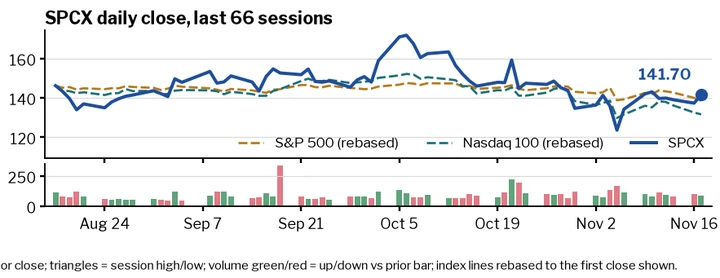 SPCX daily close, last 66 sessions
160
140
120
141.70
S&P 500 (rebased) Nasdaq 100 (rebased) SPCX
250
0
Aug 24 Sep 7 Sep 21 Oct 5 Oct 19 Nov 2 Nov 16
or close; triangles = session high/low; volume green/red = up/down vs prior bar; index lines rebased to the first close shown.